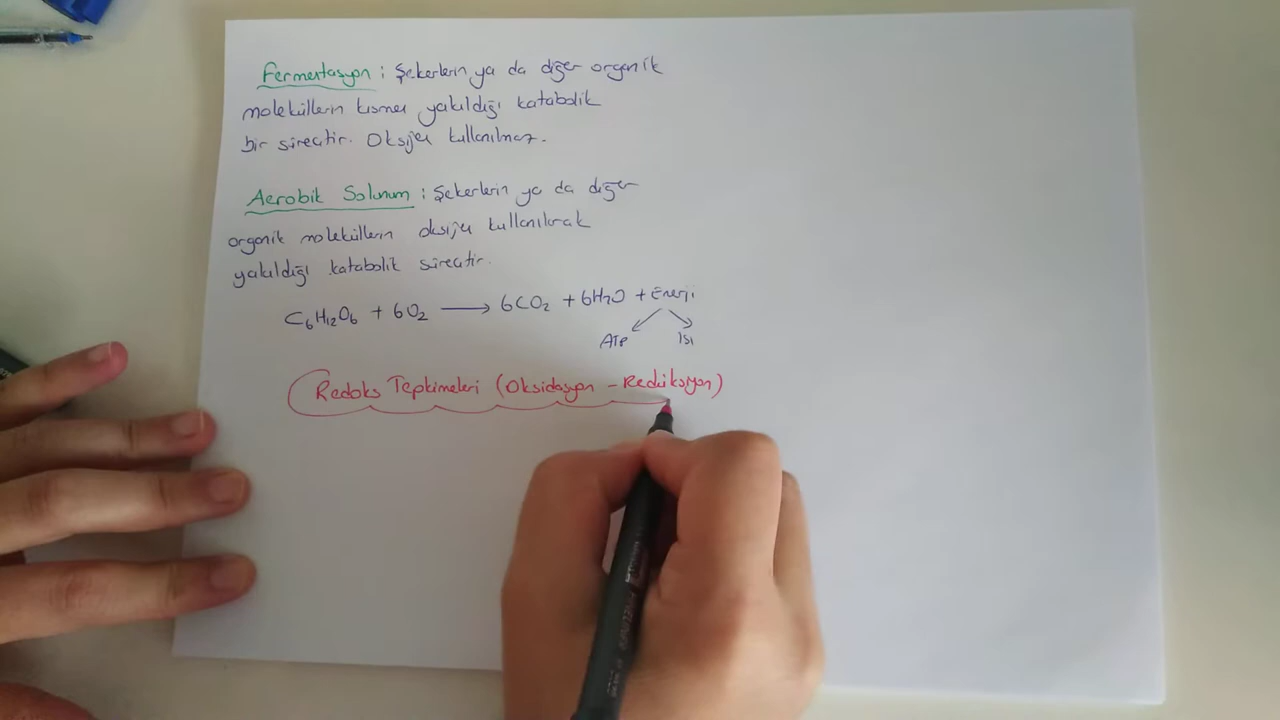 Fermentasyon : Şekerlerin ya da diğer organik
moleküllerin kısmen yakıldığı katabolik
bir süreçtir. Oksijen kullanılmaz.
Aerobik Solunum : Şekerlerin ya da diğer
organik moleküllerin oksijen kullanılarak
yakıldığı katabolik süreçtir.
C₆H₁₂O₆ + 6O₂ → 6CO₂ + 6H₂O + Enerji
ATP Isı
Redoks Tepkimeleri (Oksidasyon - Redüksiyon)